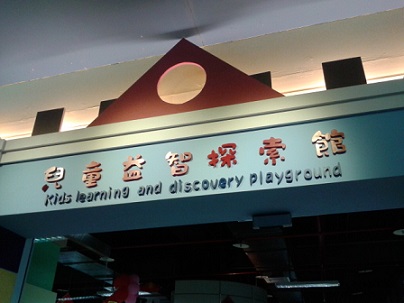 兒童益智探索館
Kids learning and discovery playground